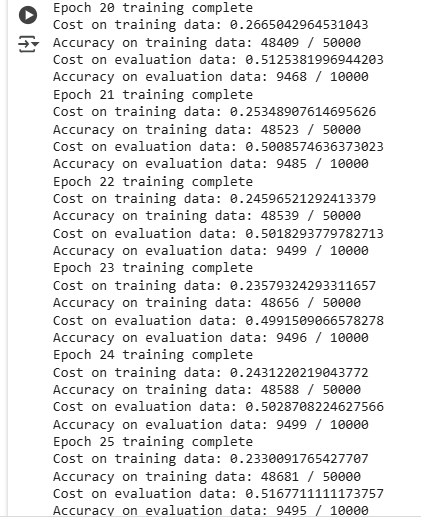 Epoch 20 training complete
Cost on training data: 0.2665042964531043
Accuracy on training data: 48409 / 50000
Cost on evaluation data: 0.5125381996944203
Accuracy on evaluation data: 9468 / 10000
Epoch 21 training complete
Cost on training data: 0.25348907614695626
Accuracy on training data: 48523 / 50000
Cost on evaluation data: 0.5008574636373023
Accuracy on evaluation data: 9485 / 10000
Epoch 22 training complete
Cost on training data: 0.24596521292413379
Accuracy on training data: 48539 / 50000
Cost on evaluation data: 0.5018293779782713
Accuracy on evaluation data: 9499 / 10000
Epoch 23 training complete
Cost on training data: 0.23579324293311657
Accuracy on training data: 48656 / 50000
Cost on evaluation data: 0.4991509066578278
Accuracy on evaluation data: 9496 / 10000
Epoch 24 training complete
Cost on training data: 0.2431220219043772
Accuracy on training data: 48588 / 50000
Cost on evaluation data: 0.5028708224627566
Accuracy on evaluation data: 9499 / 10000
Epoch 25 training complete
Cost on training data: 0.2330091765427707
Accuracy on training data: 48681 / 50000
Cost on evaluation data: 0.5167711111173757
Accuracy on evaluation data: 9495 / 10000